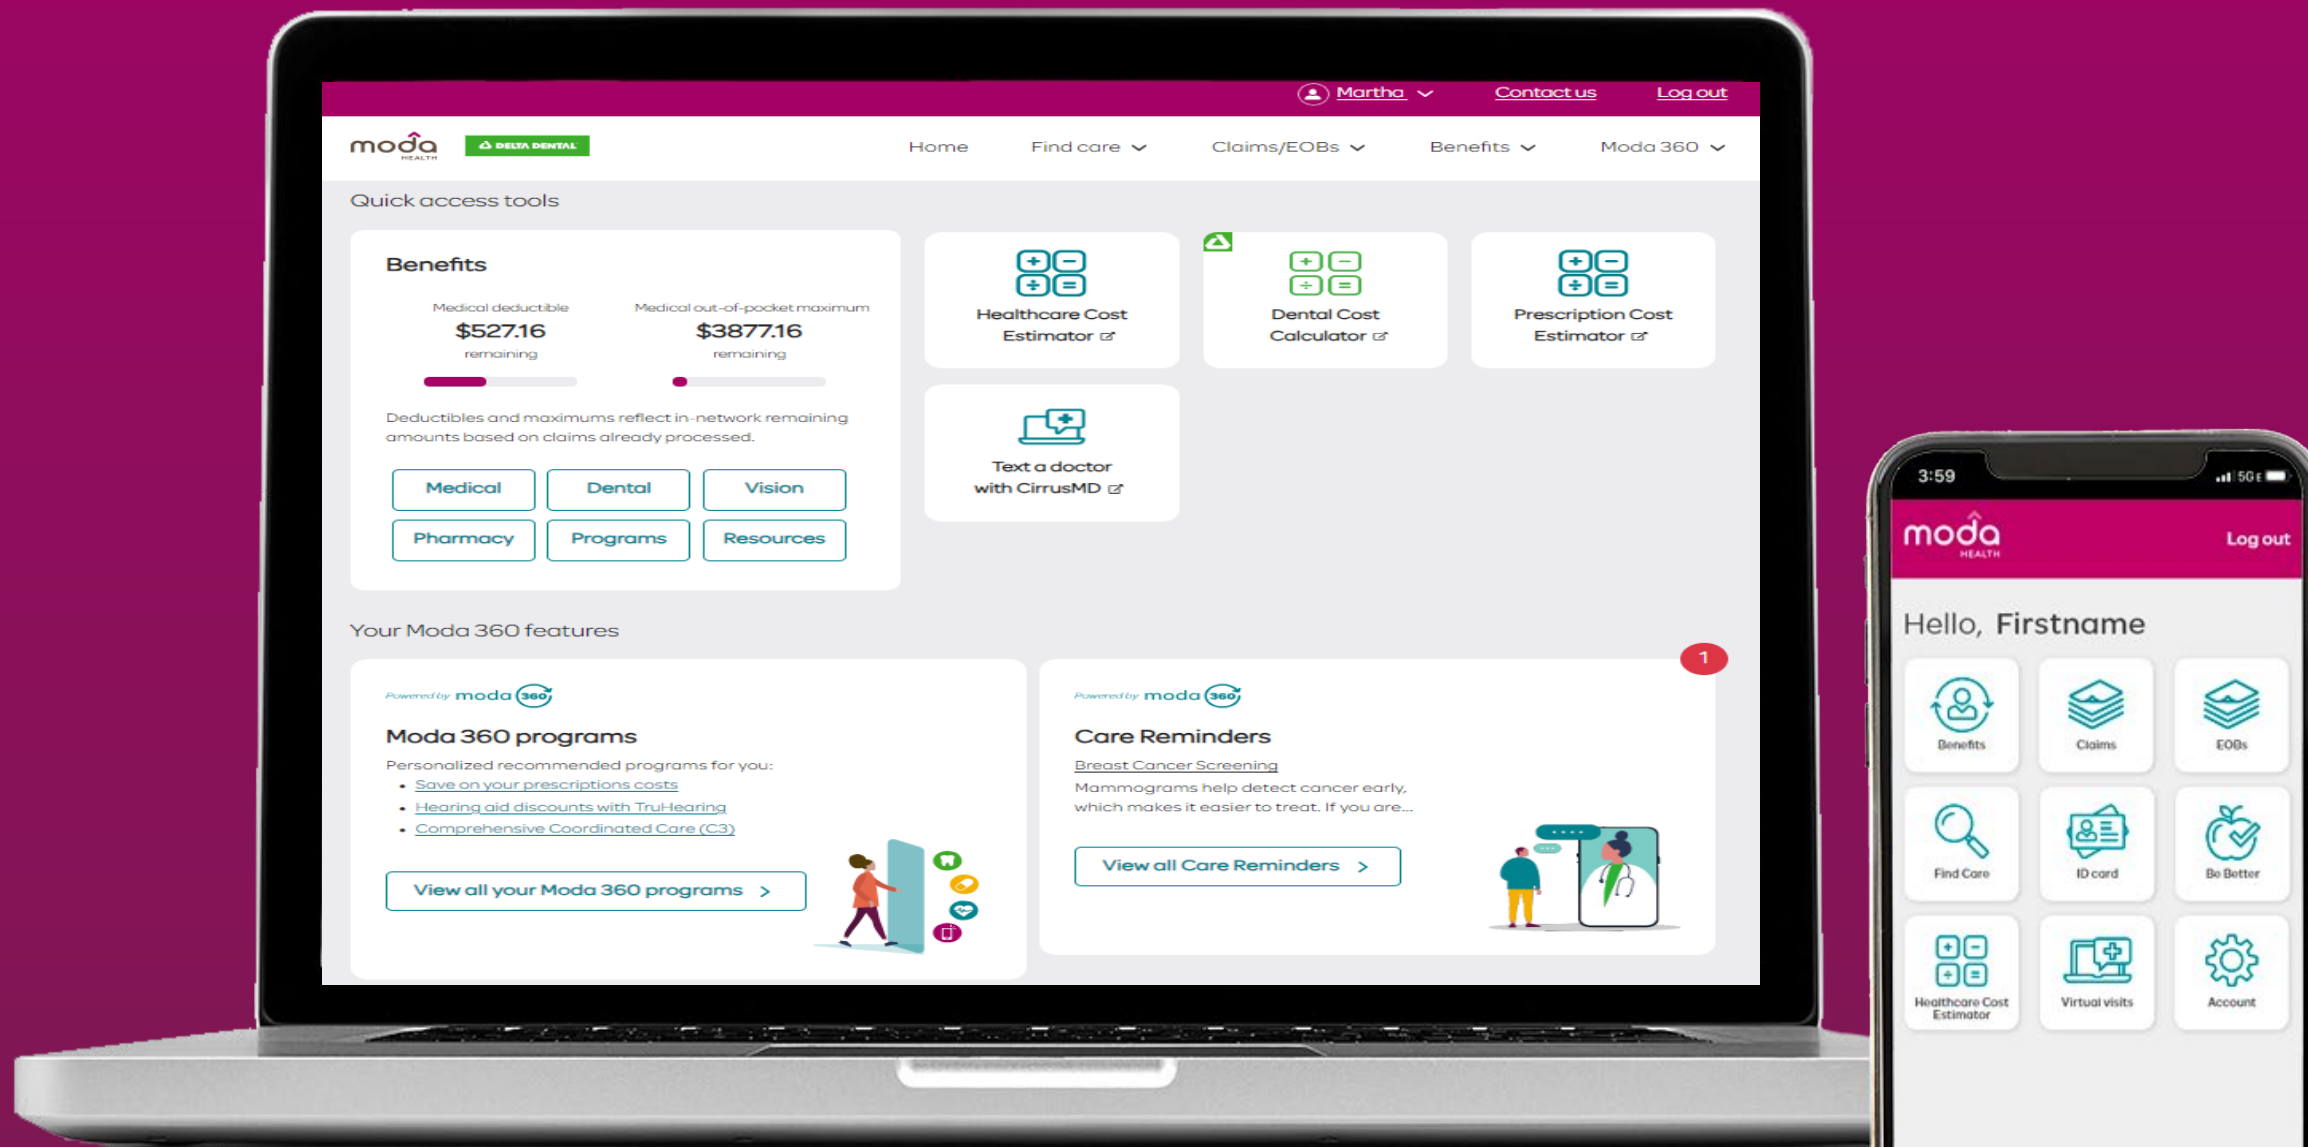 Martha
Contact us
Log out
moda
HEALTH
DELTA DENTAL
Home
Find care
Claims/EOBs
Benefits
Moda 360
Quick access tools
Benefits
Medical deductible
$527.16
remaining
Medical out-of-pocket maximum
$3877.16
remaining
Deductibles and maximums reflect in-network remaining
amounts based on claims already processed.
Medical
Dental
Vision
Pharmacy
Programs
Resources
Healthcare Cost
Estimator
Dental Cost
Calculator
Prescription Cost
Estimator
Text a doctor
with CirrusMD
Your Moda 360 features
Powered by moda 360
Moda 360 programs
Personalized recommended programs for you:
• Save on your prescriptions costs
• Hearing aid discounts with TruHearing
• Comprehensive Coordinated Care (C3)
View all your Moda 360 programs >
1
Powered by moda 360
Care Reminders
Breast Cancer Screening
Mammograms help detect cancer early,
which makes it easier to treat. If you are...
View all Care Reminders >
3:59
5G E
moda
HEALTH
Log out
Hello, Firstname
Benefits
Claims
EOBs
Find Care
ID card
Be Better
Healthcare Cost
Estimator
Virtual visits
Account